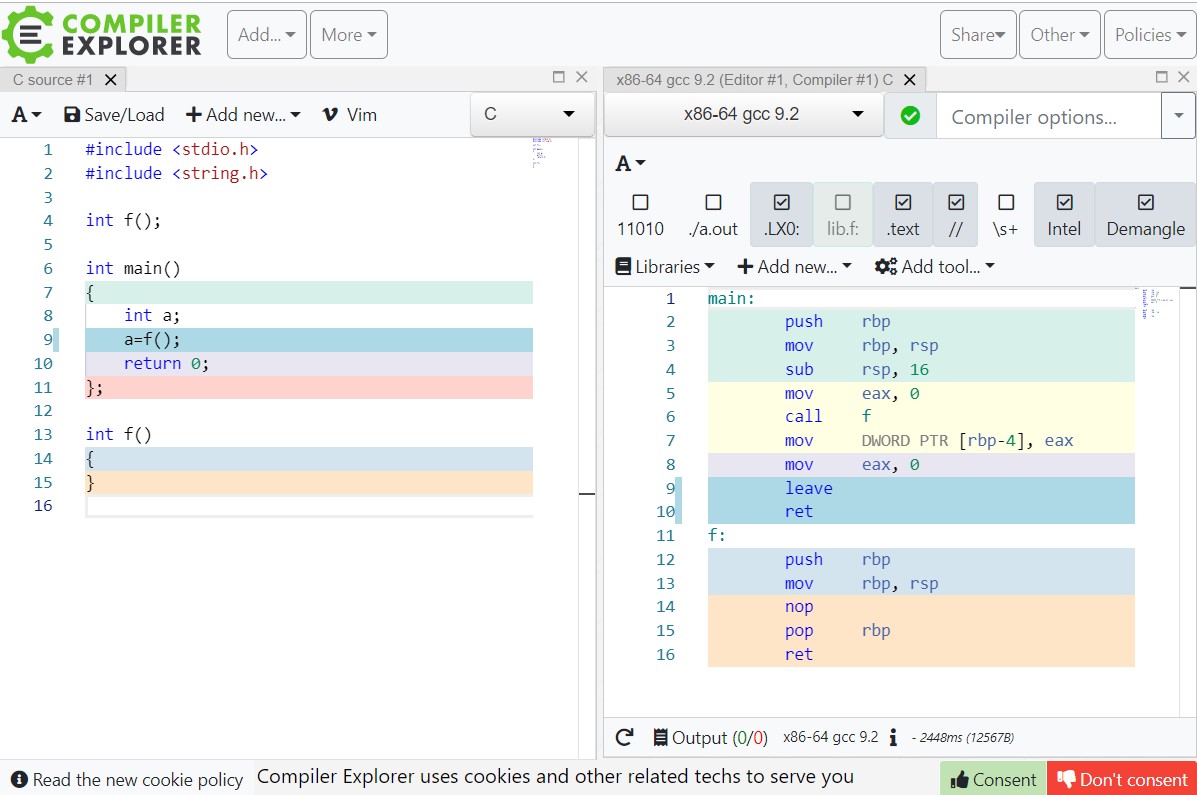 COMPILER EXPLORER Add... More Share Other Policies
C source #1
A Save/Load Add new... Vim C
1 #include <stdio.h>
2 #include <string.h>
3
4 int f();
5
6 int main()
7 {
8 int a;
9 a=f();
10 return 0;
11 };
12
13 int f()
14 {
15 }
16
x86-64 gcc 9.2 (Editor #1, Compiler #1) C
x86-64 gcc 9.2 Compiler options...
A
11010 ./a.out .LX0: lib.f: .text // \s+ Intel Demangle
Libraries Add new... Add tool...
1 main:
2 push rbp
3 mov rbp, rsp
4 sub rsp, 16
5 mov eax, 0
6 call f
7 mov DWORD PTR [rbp-4], eax
8 mov eax, 0
9 leave
10 ret
11 f:
12 push rbp
13 mov rbp, rsp
14 nop
15 pop rbp
16 ret
Output (0/0) x86-64 gcc 9.2 i - 2448ms (12567B)
Read the new cookie policy Compiler Explorer uses cookies and other related techs to serve you Consent Don't consent